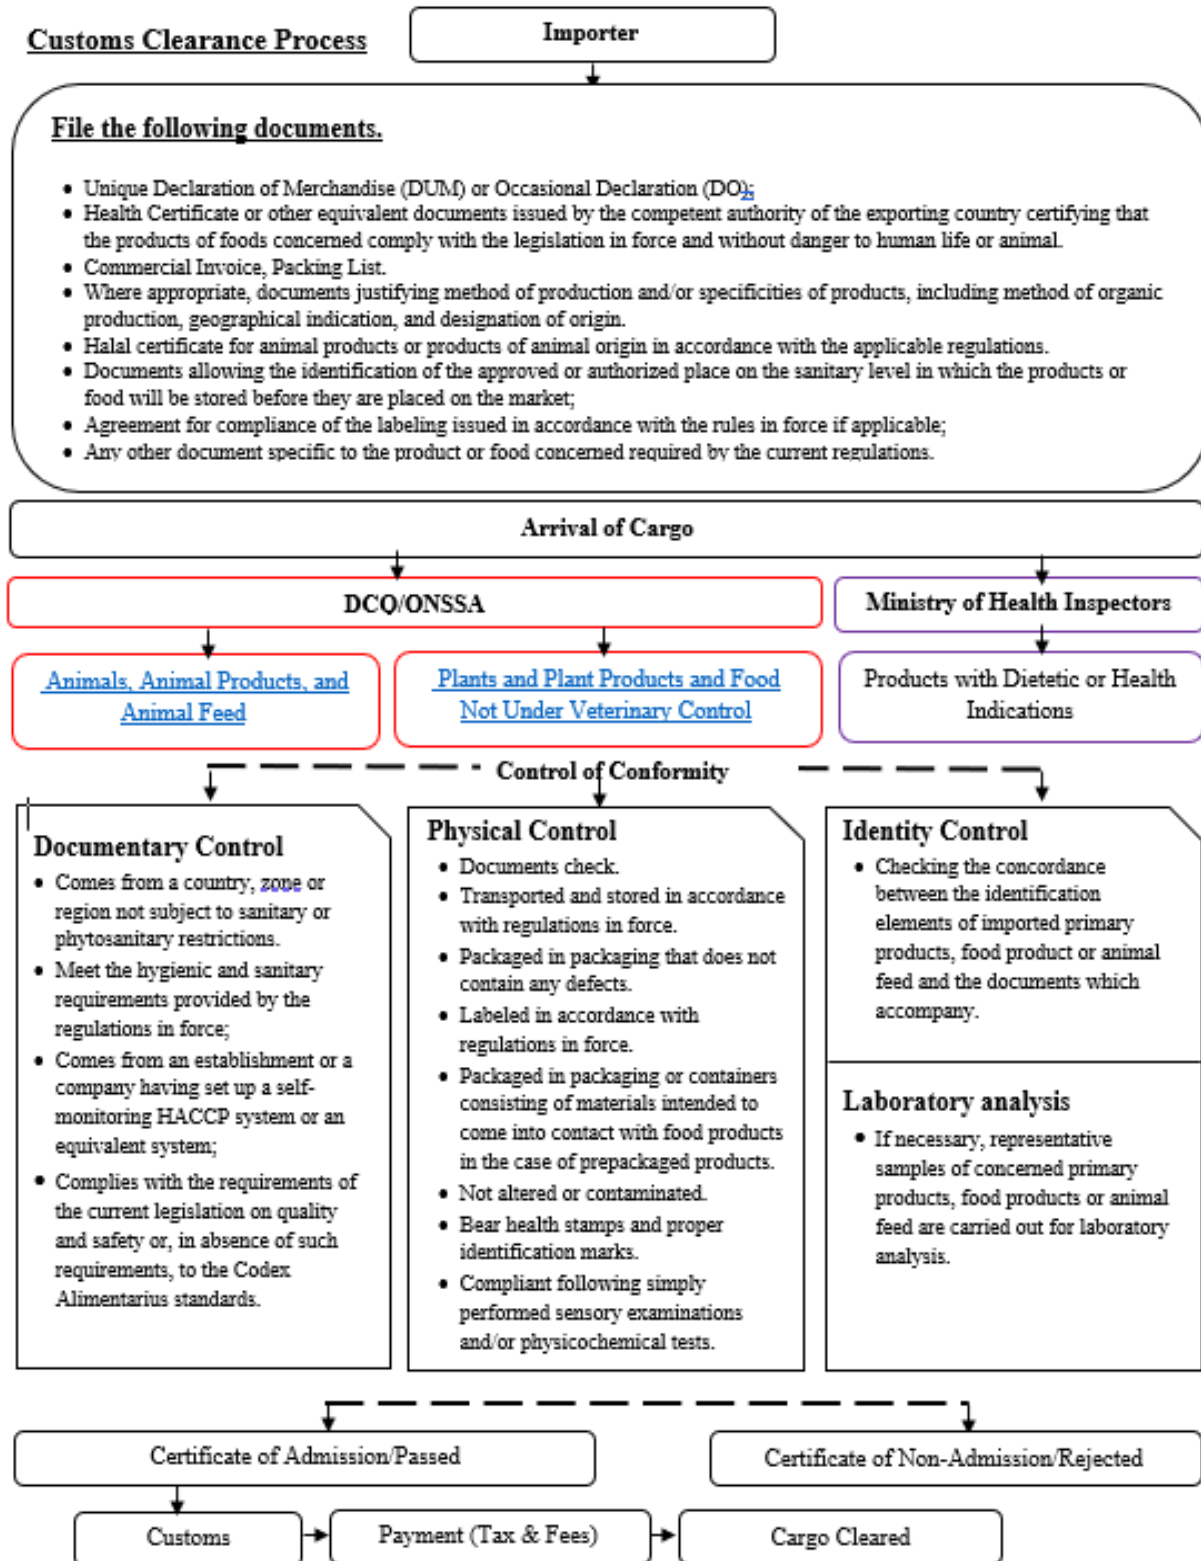 Customs Clearance Process
Importer
File the following documents.
• Unique Declaration of Merchandise (DUM) or Occasional Declaration (DO);
• Health Certificate or other equivalent documents issued by the competent authority of the exporting country certifying that
the products of foods concerned comply with the legislation in force and without danger to human life or animal.
• Commercial Invoice, Packing List.
• Where appropriate, documents justifying method of production and/or specificities of products, including method of organic
production, geographical indication, and designation of origin.
• Halal certificate for animal products or products of animal origin in accordance with the applicable regulations.
• Documents allowing the identification of the approved or authorized place on the sanitary level in which the products or
food will be stored before they are placed on the market;
• Agreement for compliance of the labeling issued in accordance with the rules in force if applicable;
• Any other document specific to the product or food concerned required by the current regulations.
Arrival of Cargo
DCQ/ONSSA
Ministry of Health Inspectors
Animals, Animal Products, and
Animal Feed
Plants and Plant Products and Food
Not Under Veterinary Control
Products with Dietetic or Health
Indications
Control of Conformity
Documentary Control
• Comes from a country, zone or
region not subject to sanitary or
phytosanitary restrictions.
• Meet the hygienic and sanitary
requirements provided by the
regulations in force;
• Comes from an establishment or a
company having set up a self-
monitoring HACCP system or an
equivalent system;
• Complies with the requirements of
the current legislation on quality
and safety or, in absence of such
requirements, to the Codex
Alimentarius standards.
Physical Control
• Documents check.
• Transported and stored in accordance
with regulations in force.
• Packaged in packaging that does not
contain any defects.
• Labeled in accordance with
regulations in force.
• Packaged in packaging or containers
consisting of materials intended to
come into contact with food products
in the case of prepackaged products.
• Not altered or contaminated.
• Bear health stamps and proper
identification marks.
• Compliant following simply
performed sensory examinations
and/or physicochemical tests.
Identity Control
• Checking the concordance
between the identification
elements of imported primary
products, food product or animal
feed and the documents which
accompany.
Laboratory analysis
• If necessary, representative
samples of concerned primary
products, food products or animal
feed are carried out for laboratory
analysis.
Certificate of Admission/Passed
Certificate of Non-Admission/Rejected
Customs
Payment (Tax & Fees)
Cargo Cleared